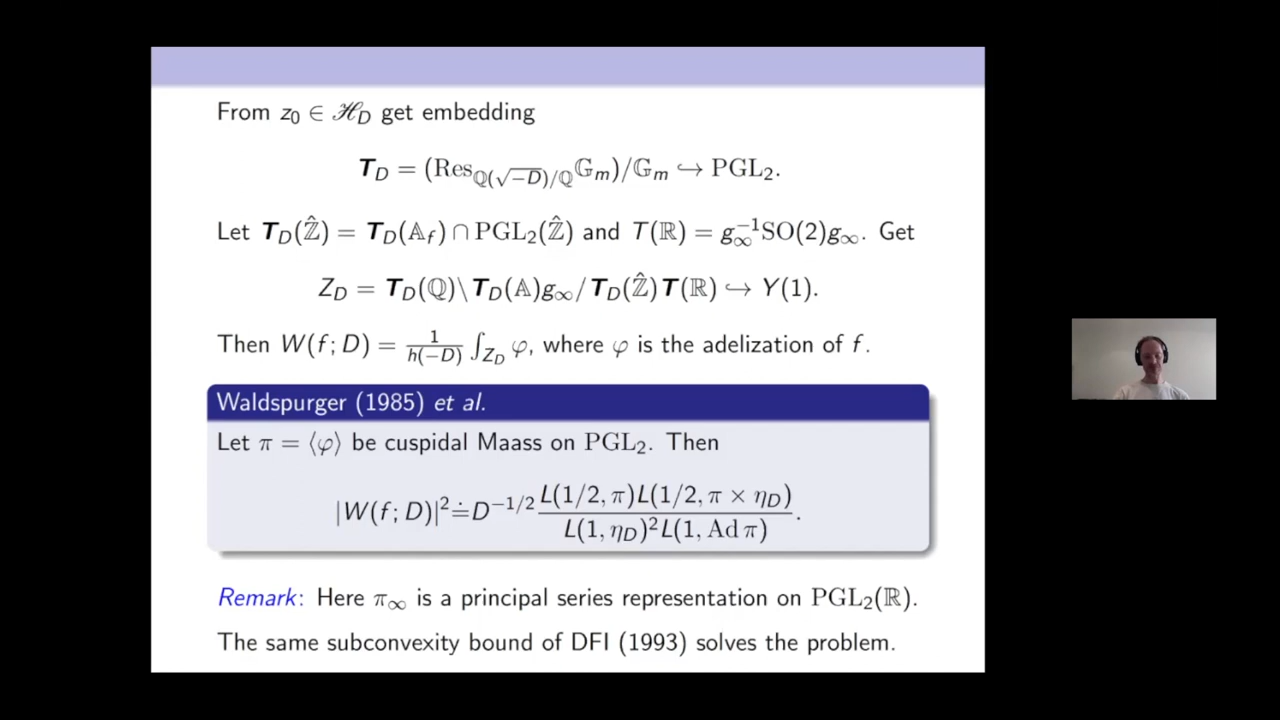 From z₀ ∈ ℋ_D get embedding
𝑻_D = (Res_{ℚ(√−D)/ℚ}𝔾_m)/𝔾_m ↪ PGL₂.
Let 𝑻_D(ℤ̂) = 𝑻_D(𝔸_f) ∩ PGL₂(ℤ̂) and T(ℝ) = g_∞^{−1}SO(2)g_∞. Get
Z_D = 𝑻_D(ℚ)\𝑻_D(𝔸)g_∞/𝑻_D(ℤ̂)𝑻(ℝ) ↪ Y(1).
Then W(f; D) = \frac{1}{h(−D)} ∫_{Z_D} φ, where φ is the adelization of f.
Waldspurger (1985) et al.
Let π = ⟨φ⟩ be cuspidal Maass on PGL₂. Then
|W(f; D)|² ≐ D^{−1/2} \frac{L(1/2, π)L(1/2, π × η_D)}{L(1, η_D)²L(1, Ad π)}.
Remark: Here π_∞ is a principal series representation on PGL₂(ℝ).
The same subconvexity bound of DFI (1993) solves the problem.